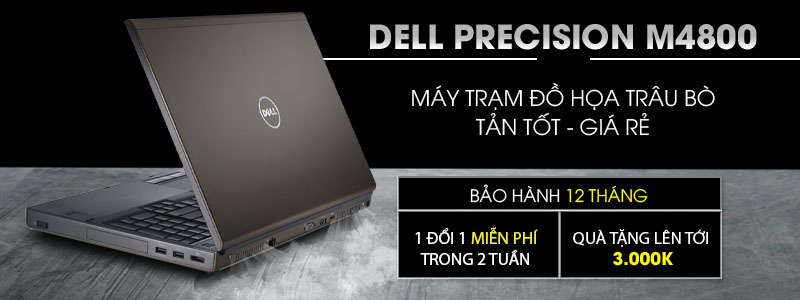 DELL PRECISION M4800
MÁY TRẠM ĐỒ HỌA TRÂU BÒ
TẢN TỐT - GIÁ RẺ
DELL
BẢO HÀNH 12 THÁNG
1 ĐỔI 1 MIỄN PHÍ
TRONG 2 TUẦN
QUÀ TẶNG LÊN TỚI
3.000K